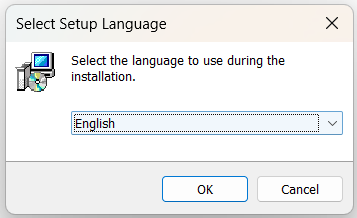 Select Setup Language
Select the language to use during the
installation.
English
OK
Cancel